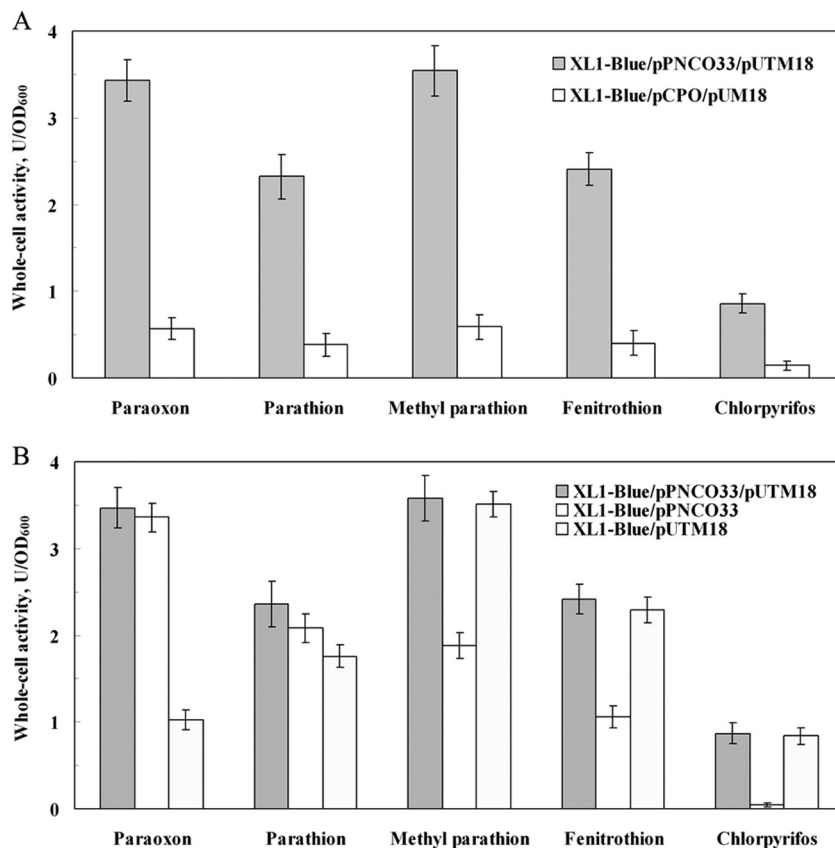 A
Whole-cell activity, U/OD600
4
3
2
1
0
XL1-Blue/pPNCO33/pUTM18
XL1-Blue/pCPO/pUM18
Paraoxon Parathion Methyl parathion Fenitrothion Chlorpyrifos
B
Whole-cell activity, U/OD600
4
3
2
1
0
XL1-Blue/pPNCO33/pUTM18
XL1-Blue/pPNCO33
XL1-Blue/pUTM18
Paraoxon Parathion Methyl parathion Fenitrothion Chlorpyrifos